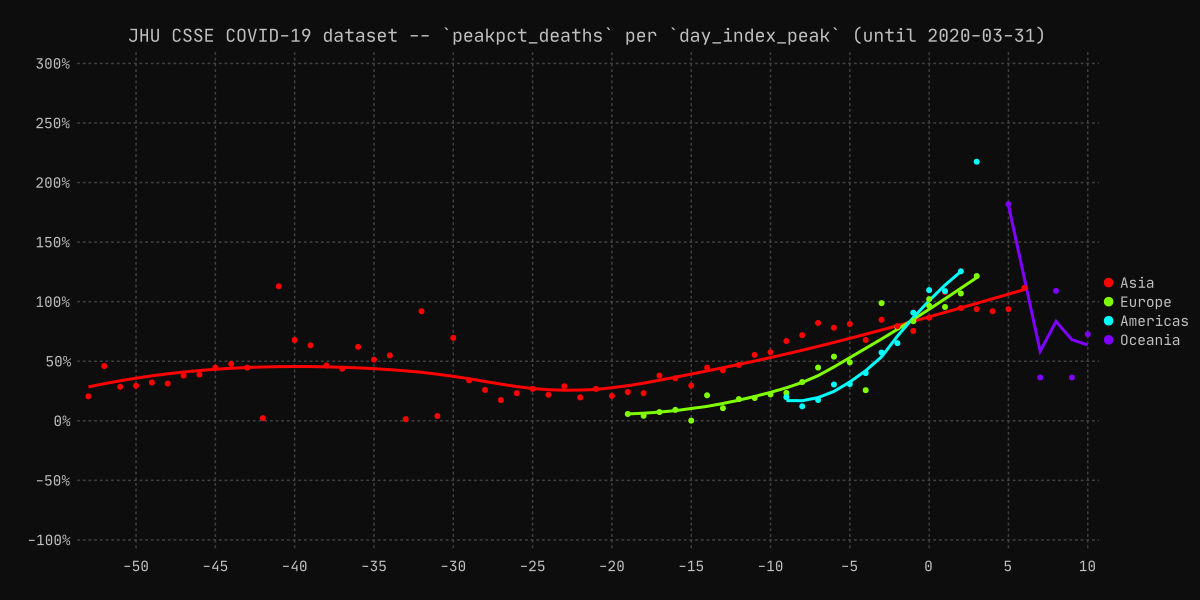 JHU CSSE COVID-19 dataset -- `peakpct_deaths` per `day_index_peak` (until 2020-03-31)
300%
250%
200%
150%
100%
50%
0%
-50%
-100%
-50 -45 -40 -35 -30 -25 -20 -15 -10 -5 0 5 10
Asia
Europe
Americas
Oceania